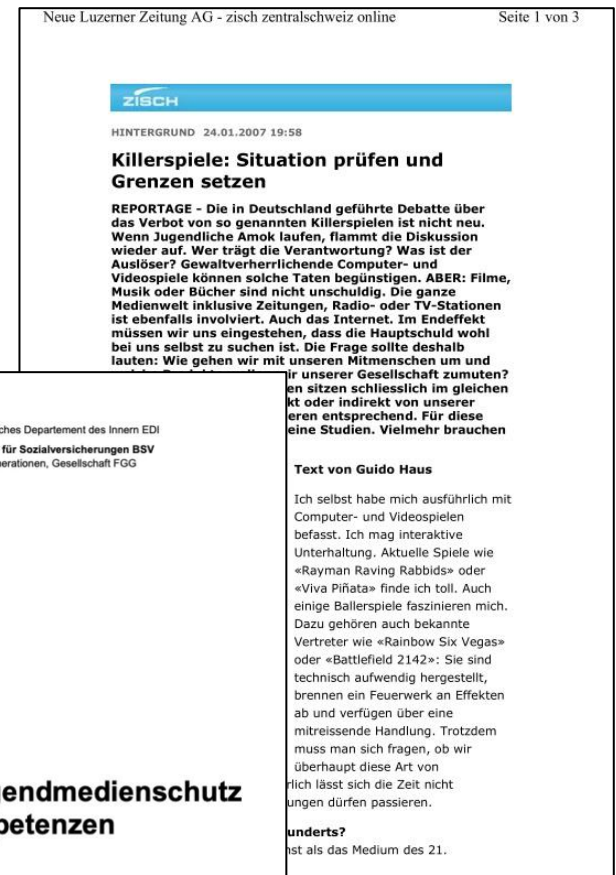 Neue Luzerner Zeitung AG - zisch zentralschweiz online Seite 1 von 3
ZISCH
HINTERGRUND 24.01.2007 19:58
Killerspiele: Situation prüfen und
Grenzen setzen
REPORTAGE - Die in Deutschland geführte Debatte über
das Verbot von so genannten Killerspielen ist nicht neu.
Wenn Jugendliche Amok laufen, flammt die Diskussion
wieder auf. Wer trägt die Verantwortung? Was ist der
Auslöser? Gewaltverherrlichende Computer- und
Videospiele können solche Taten begünstigen. ABER: Filme,
Musik oder Bücher sind nicht unschuldig. Die ganze
Medienwelt inklusive Zeitungen, Radio- oder TV-Stationen
ist ebenfalls involviert. Auch das Internet. Im Endeffekt
müssen wir uns eingestehen, dass die Hauptschuld wohl
bei uns selbst zu suchen ist. Die Frage sollte deshalb
lauten: Wie gehen wir mit unseren Mitmenschen um und
ir unserer Gesellschaft zumuten?
en sitzen schliesslich im gleichen
kt oder indirekt von unserer
eren entsprechend. Für diese
eine Studien. Vielmehr brauchen
ches Departement des Innern EDI
für Sozialversicherungen BSV
erationen, Gesellschaft FGG
Text von Guido Haus
Ich selbst habe mich ausführlich mit
Computer- und Videospielen
befasst. Ich mag interaktive
Unterhaltung. Aktuelle Spiele wie
«Rayman Raving Rabbids» oder
«Viva Piñata» finde ich toll. Auch
einige Ballerspiele faszinieren mich.
Dazu gehören auch bekannte
Vertreter wie «Rainbow Six Vegas»
oder «Battlefield 2142»: Sie sind
technisch aufwendig hergestellt,
brennen ein Feuerwerk an Effekten
ab und verfügen über eine
mitreissende Handlung. Trotzdem
muss man sich fragen, ob wir
überhaupt diese Art von
rlich lässt sich die Zeit nicht
ungen dürfen passieren.
underts?
nst als das Medium des 21.
gendmedienschutz
petenzen